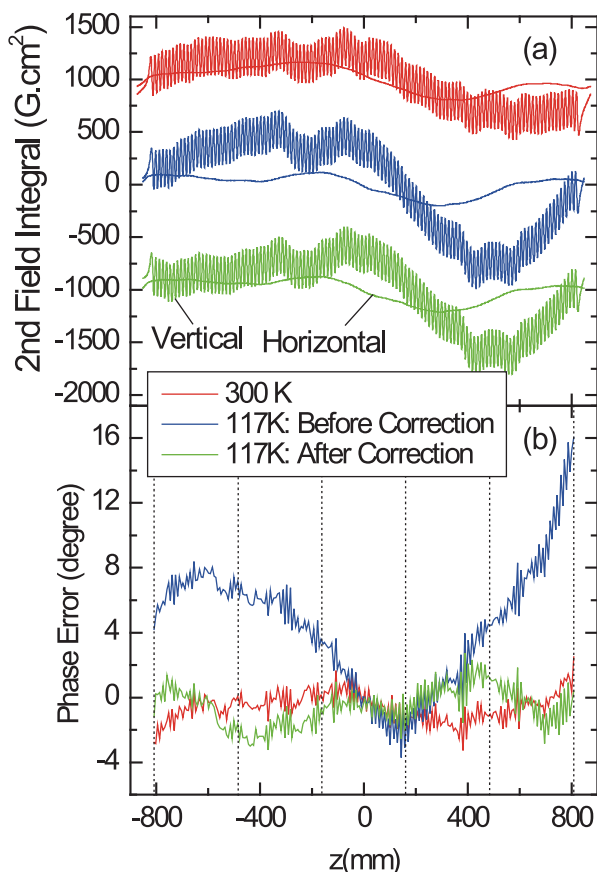 (a)
2nd Field Integral (G.cm²)
1500
1000
500
0
-500
-1000
-1500
-2000
Vertical
Horizontal
300 K
117K: Before Correction
117K: After Correction
(b)
Phase Error (degree)
16
12
8
4
0
-4
-800 -400 0 400 800
z(mm)